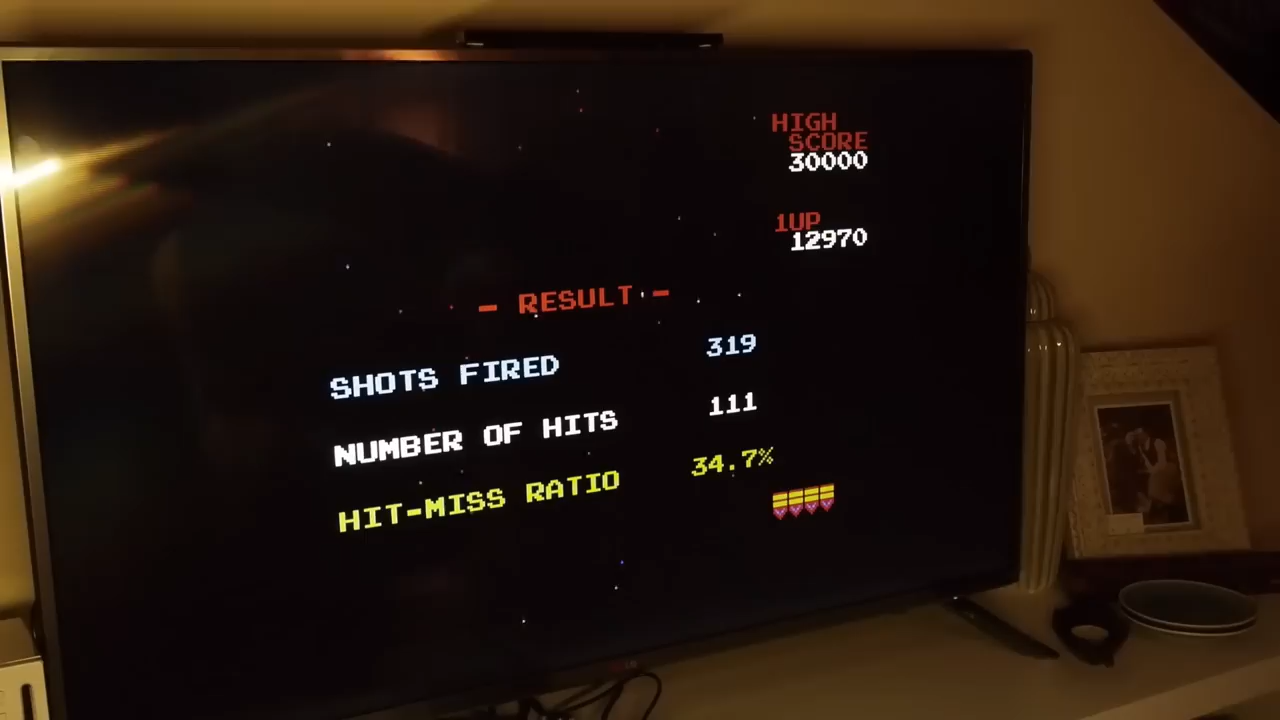 HIGH
SCORE
30000
1UP
12970
- RESULT -
SHOTS FIRED 319
NUMBER OF HITS 111
HIT-MISS RATIO 34.7%